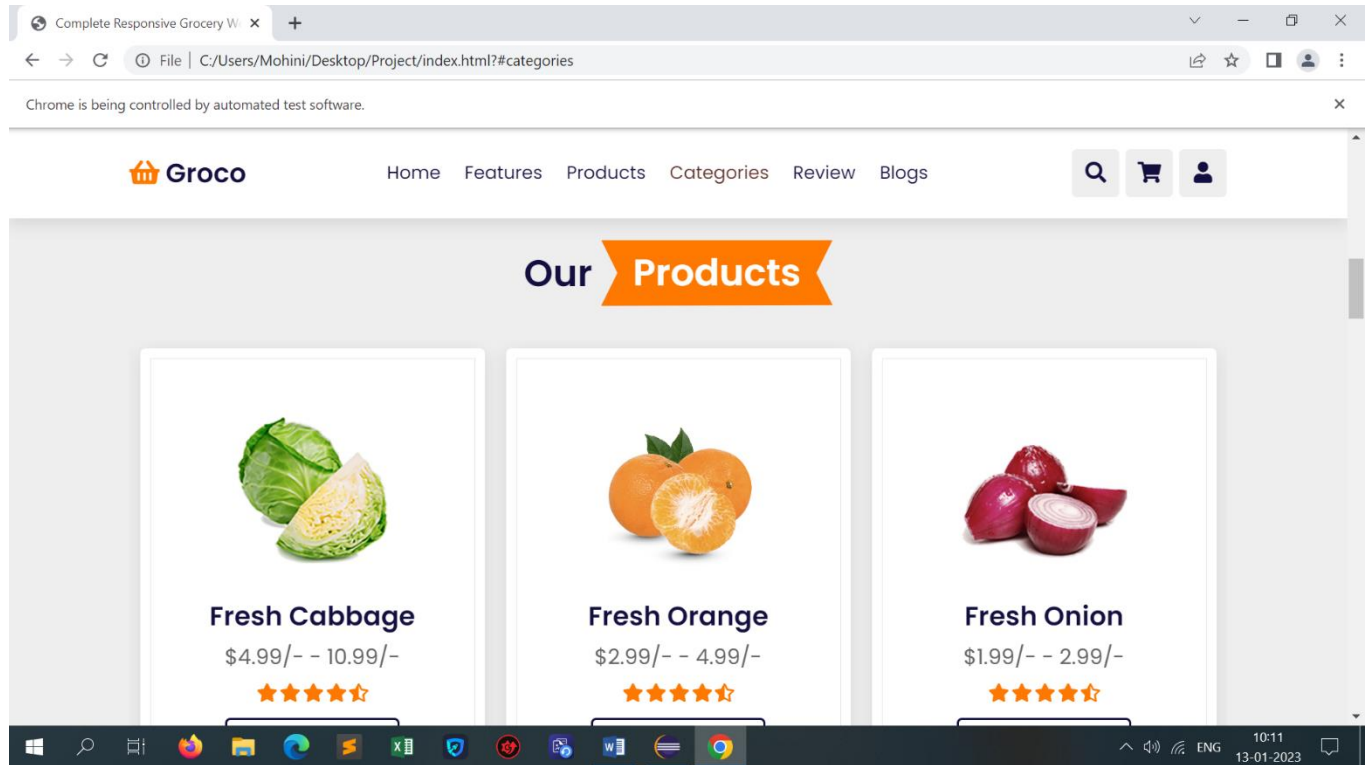 Complete Responsive Grocery W
File | C:/Users/Mohini/Desktop/Project/index.html?#categories
Chrome is being controlled by automated test software.
Groco Home Features Products Categories Review Blogs
Our Products
Fresh Cabbage Fresh Orange Fresh Onion
$4.99/- - 10.99/- $2.99/- - 4.99/- $1.99/- - 2.99/-
ENG 10:11
13-01-2023